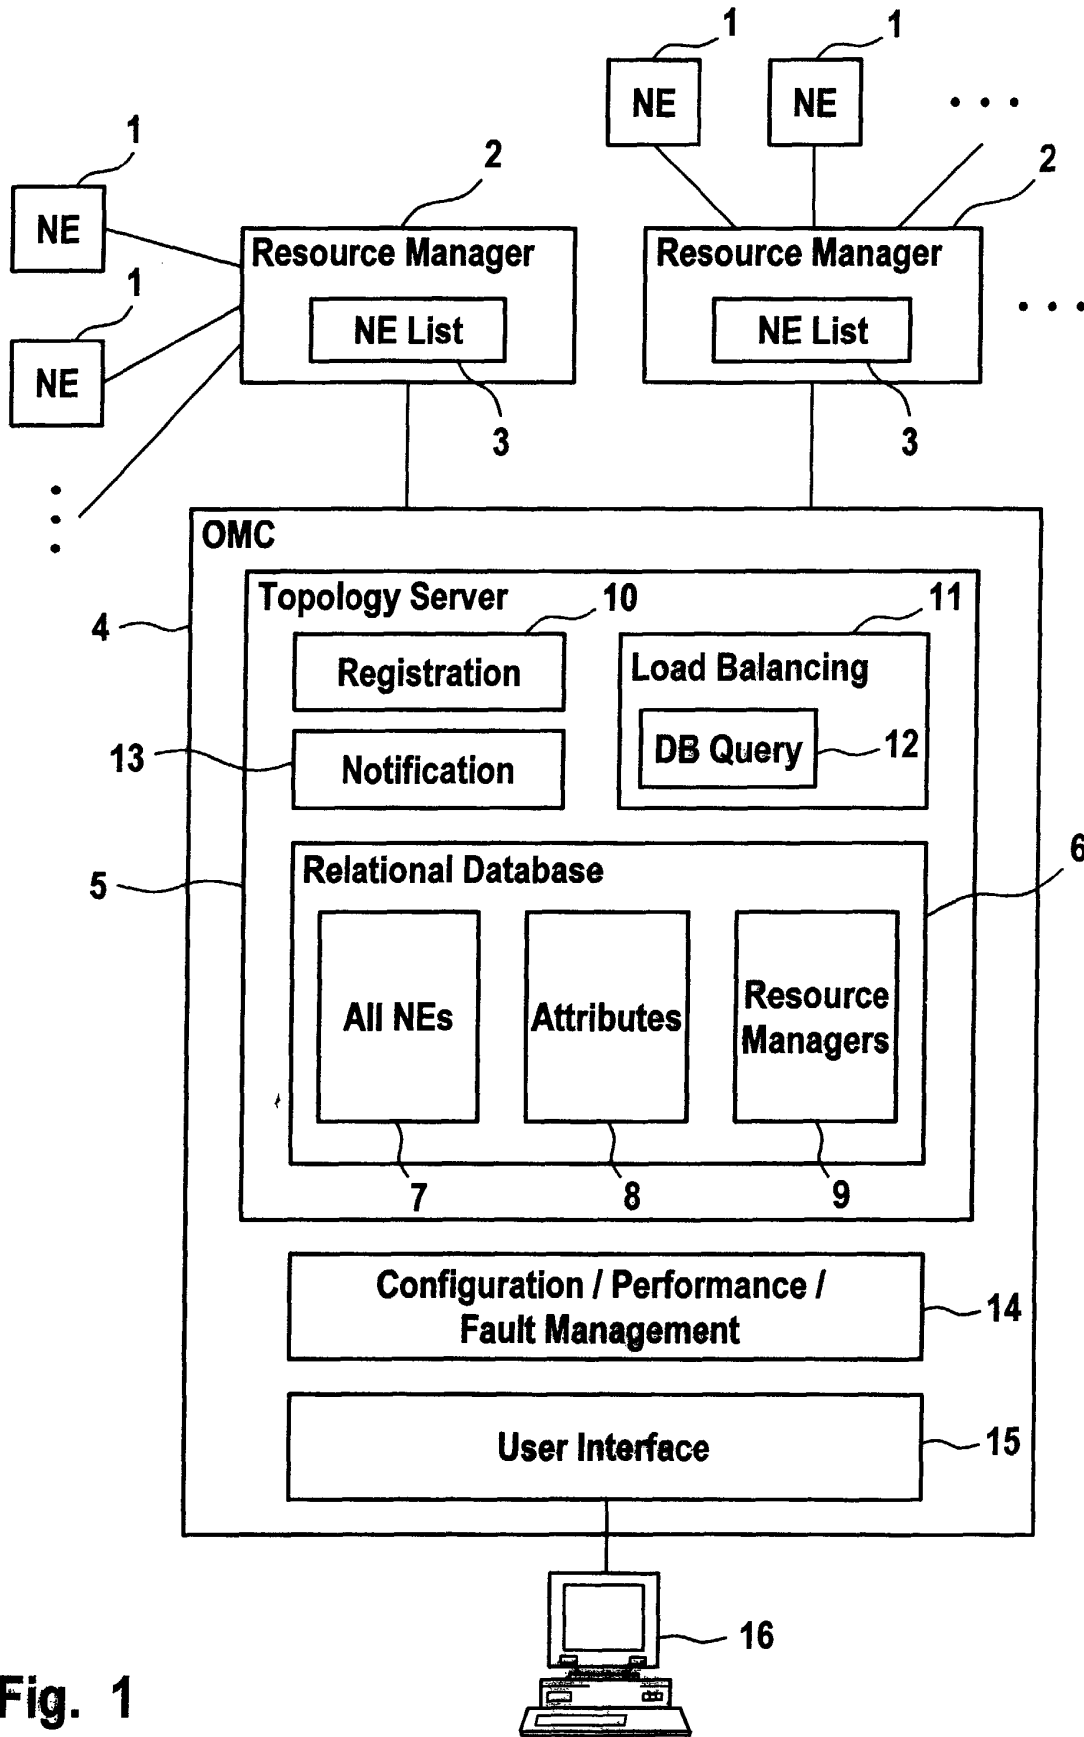 1
1
NE
NE
. . .
1
2
2
NE
Resource Manager
Resource Manager
1
NE List
NE List
. . .
NE
3
3
OMC
Topology Server
10
11
4
Registration
Load Balancing
13
Notification
DB Query
12
5
Relational Database
6
All NEs
Attributes
Resource
Managers
7
8
9
Configuration / Performance /
Fault Management
14
User Interface
15
16
Fig. 1